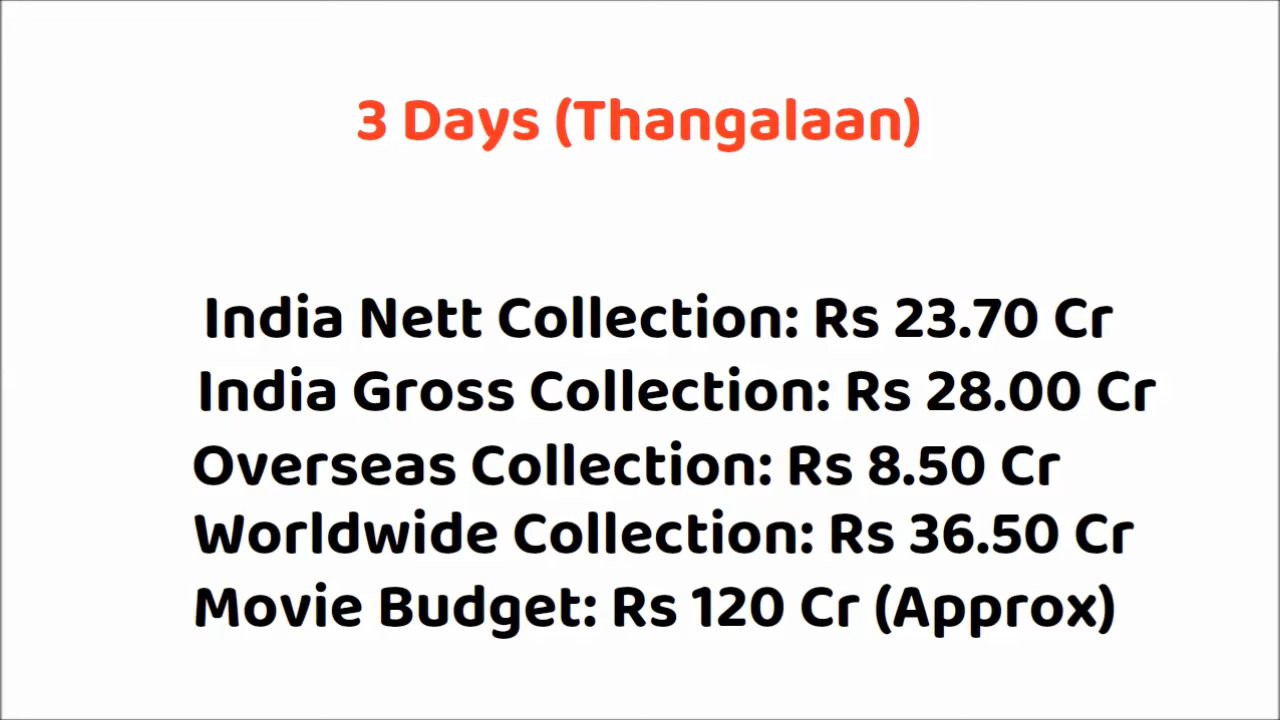 3 Days (Thangalaan)
India Nett Collection: Rs 23.70 Cr
India Gross Collection: Rs 28.00 Cr
Overseas Collection: Rs 8.50 Cr
Worldwide Collection: Rs 36.50 Cr
Movie Budget: Rs 120 Cr (Approx)